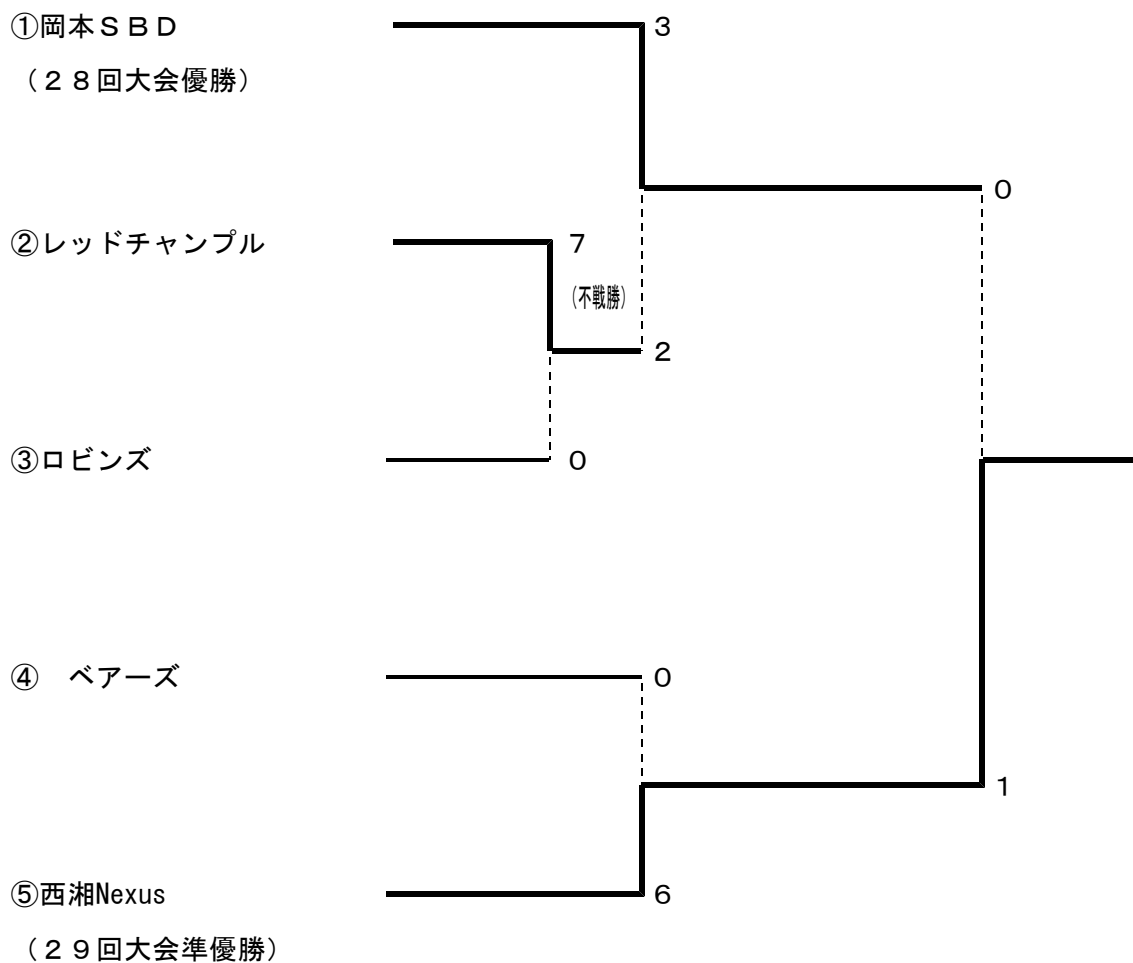 ①岡本ＳＢＤ
３
（２８回大会優勝）
０
②レッドチャンプル
７
(不戦勝)
２
③ロビンズ
０
④　ベアーズ
０
１
⑤西湘Nexus
６
（２９回大会準優勝）